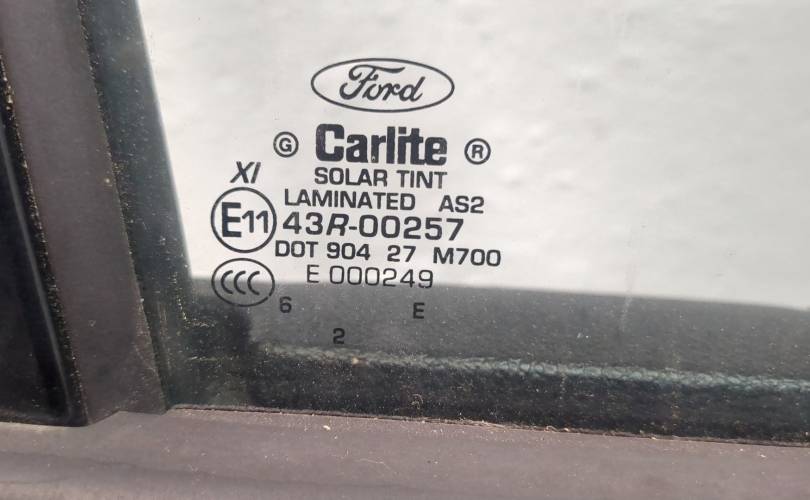 Ford
G Carlite ®
SOLAR TINT
XI
LAMINATED AS2
E11 43R-00257
DOT 904 27 M700
CCC E 000249
6 E
2